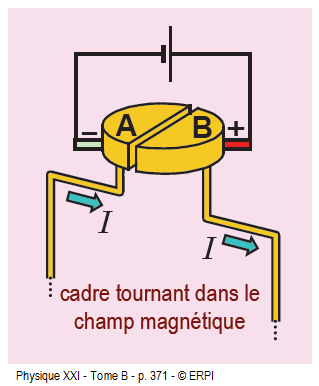 A
B
−
+
I
I
cadre tournant dans le
champ magnétique
Physique XXI - Tome B - p. 371 - © ERPI